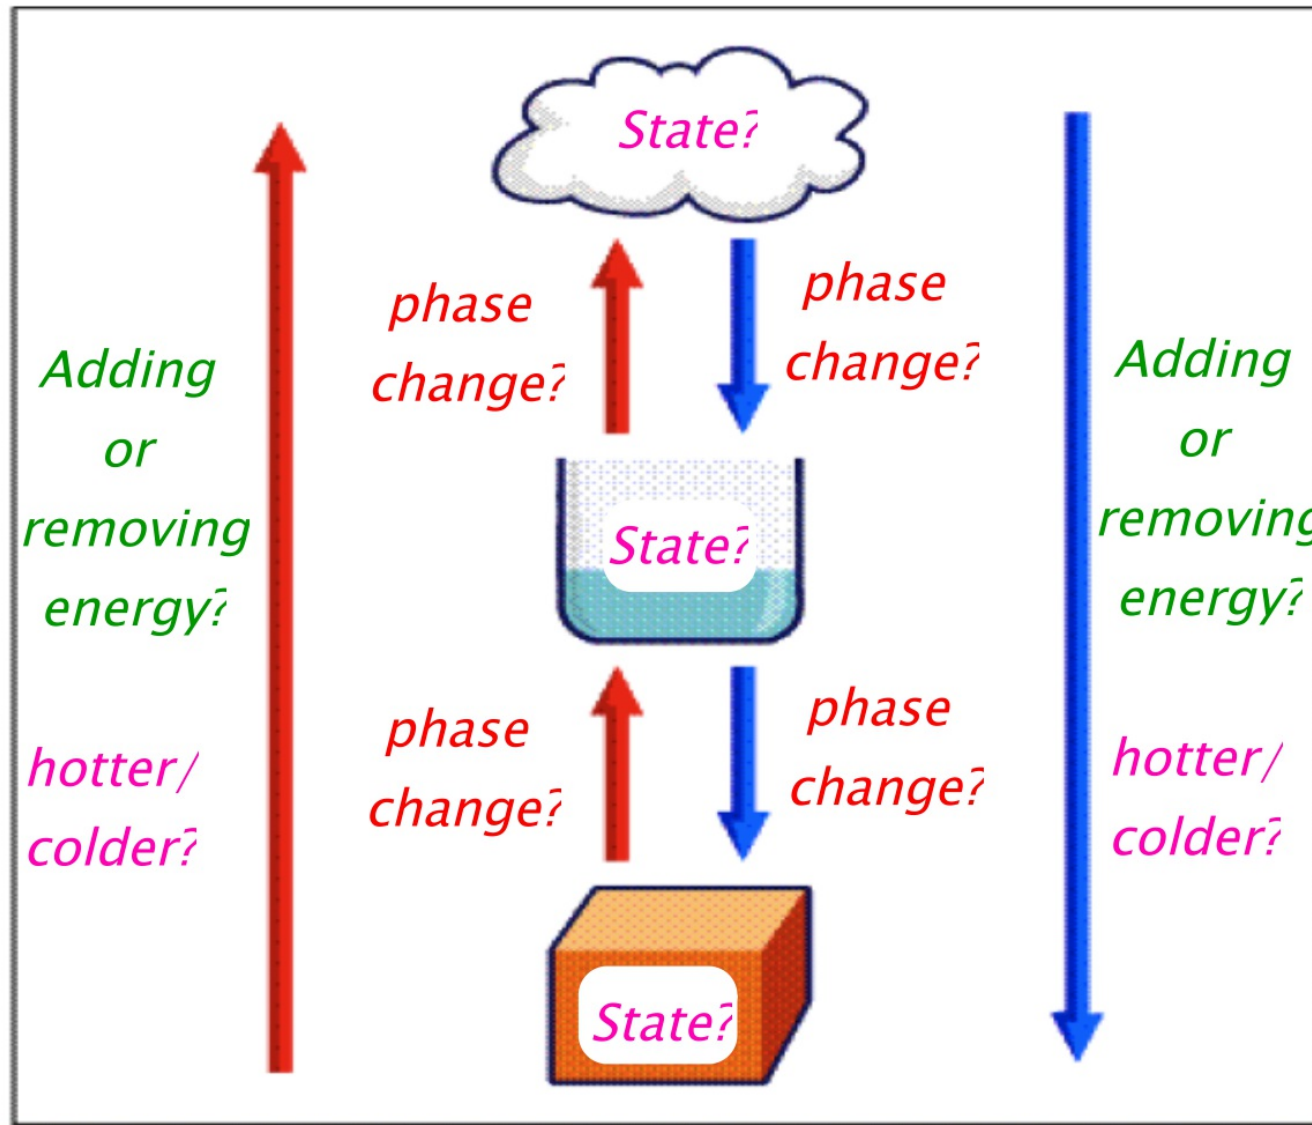 State?
phase
change?
phase
change?
Adding
or
removing
energy?
Adding
or
removing
energy?
State?
hotter/
colder?
phase
change?
phase
change?
hotter/
colder?
State?